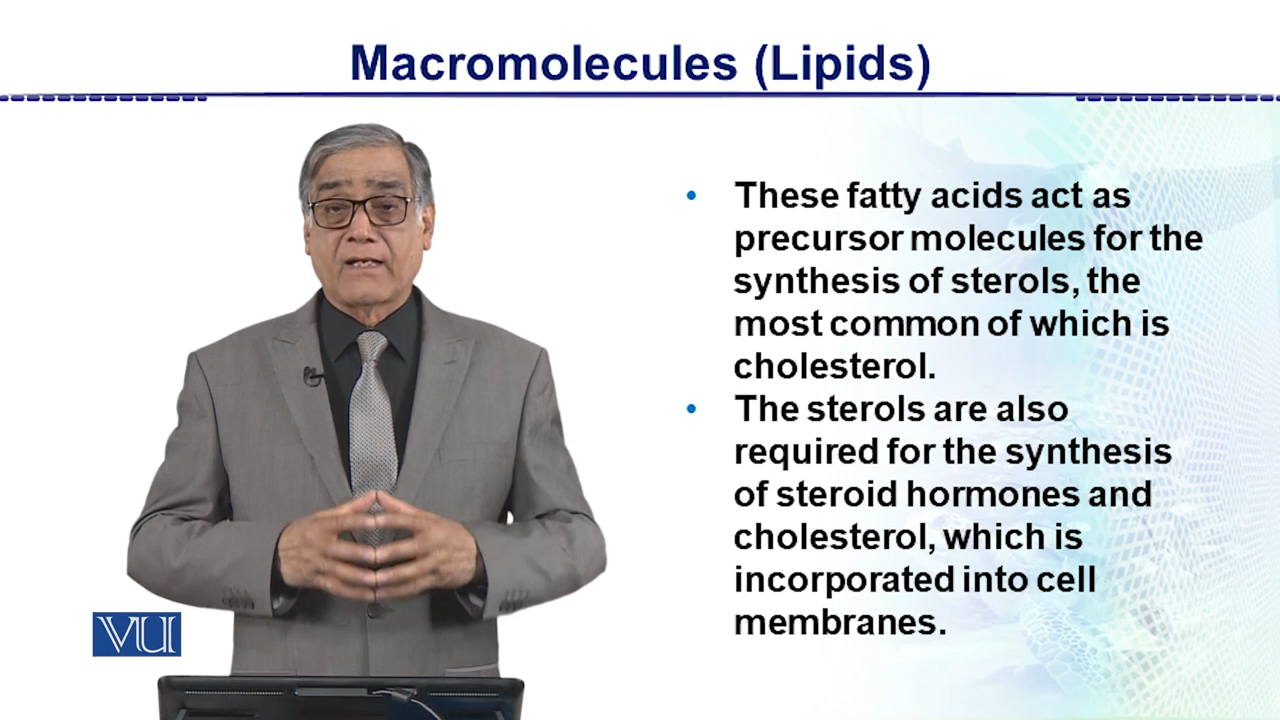 Macromolecules (Lipids)
• These fatty acids act as
precursor molecules for the
synthesis of sterols, the
most common of which is
cholesterol.
• The sterols are also
required for the synthesis
of steroid hormones and
cholesterol, which is
incorporated into cell
membranes.
VU